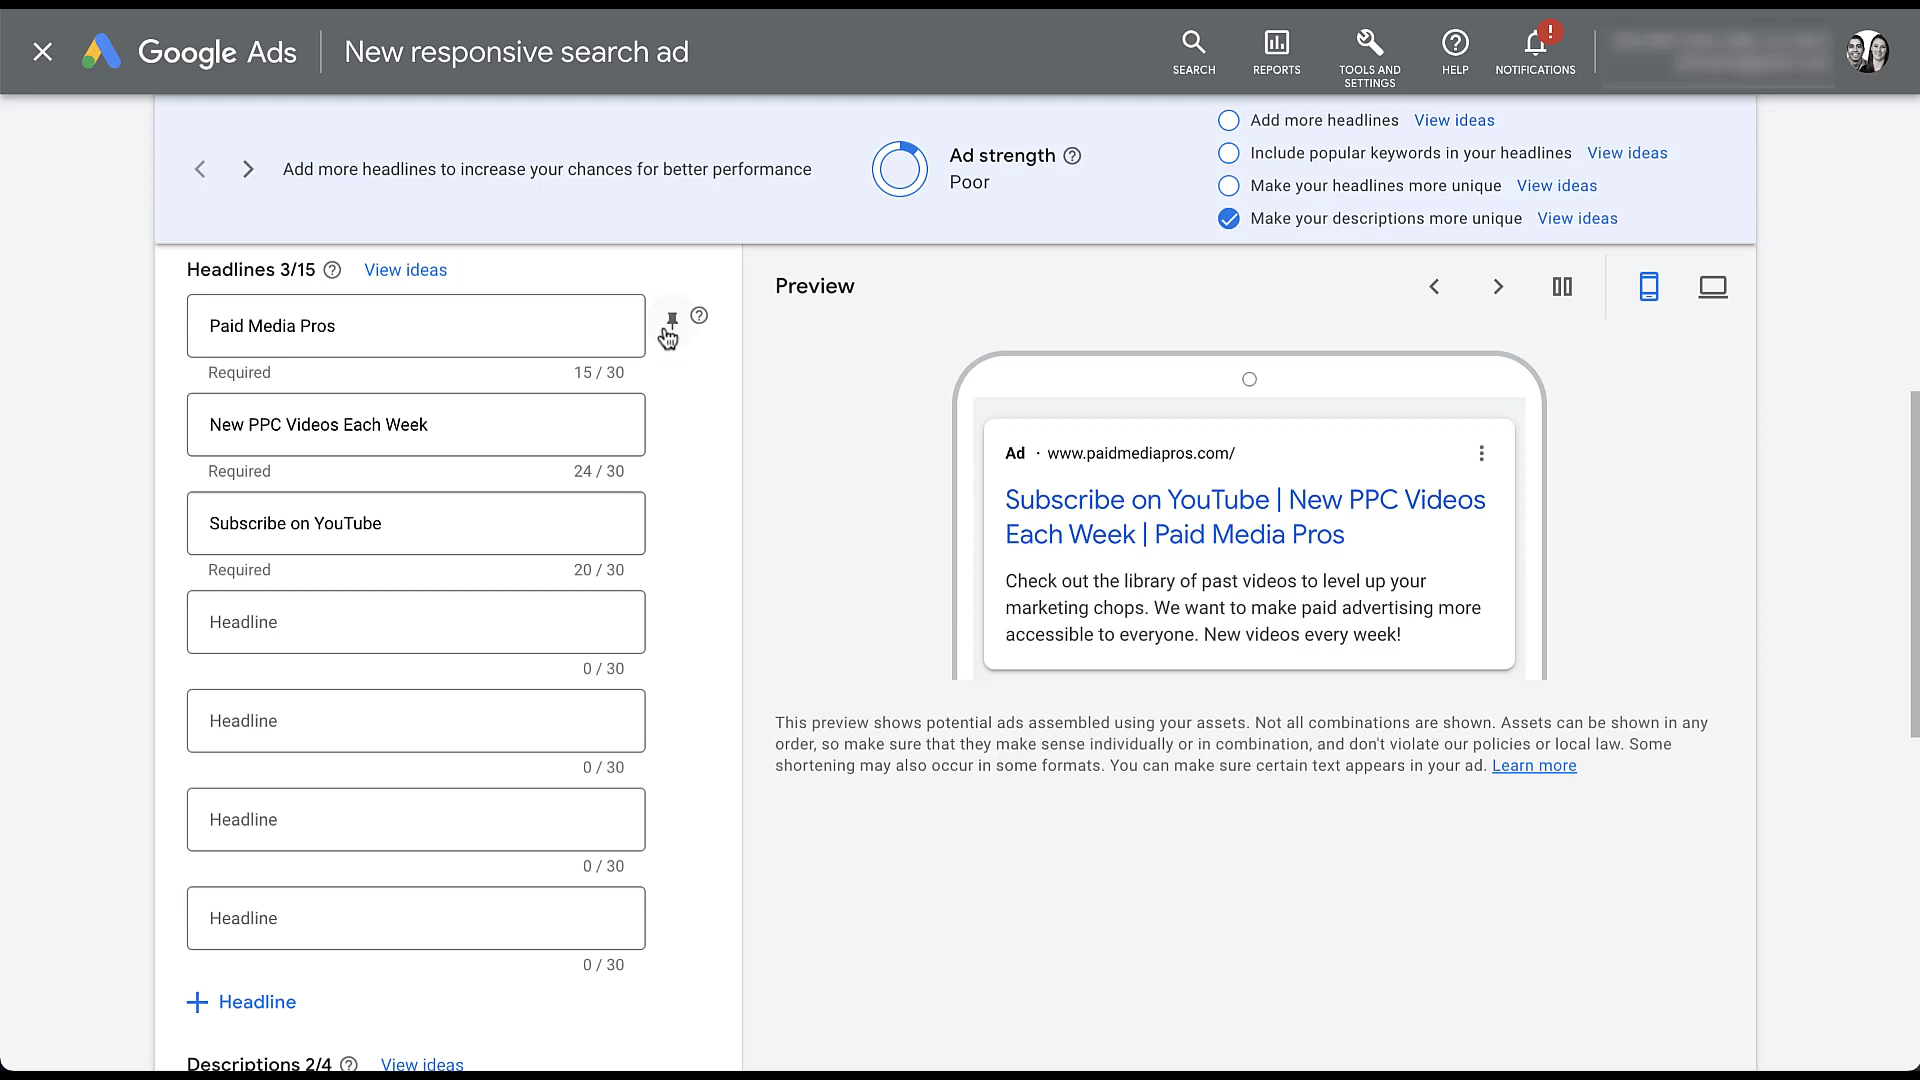 Google Ads
New responsive search ad
SEARCH
REPORTS
TOOLS AND
SETTINGS
HELP
!
NOTIFICATIONS
Add more headlines to increase your chances for better performance
Ad strength
Poor
Add more headlines View ideas
Include popular keywords in your headlines View ideas
Make your headlines more unique View ideas
Make your descriptions more unique View ideas
Headlines 3/15 View ideas
Paid Media Pros
Required 15 / 30
New PPC Videos Each Week
Required 24 / 30
Subscribe on YouTube
Required 20 / 30
Headline
0 / 30
Headline
0 / 30
Headline
0 / 30
Headline
0 / 30
+ Headline
Descriptions 2/4 View ideas
Preview
Ad · www.paidmediapros.com/
Subscribe on YouTube | New PPC Videos
Each Week | Paid Media Pros
Check out the library of past videos to level up your
marketing chops. We want to make paid advertising more
accessible to everyone. New videos every week!
This preview shows potential ads assembled using your assets. Not all combinations are shown. Assets can be shown in any
order, so make sure that they make sense individually or in combination, and don't violate our policies or local law. Some
shortening may also occur in some formats. You can make sure certain text appears in your ad. Learn more